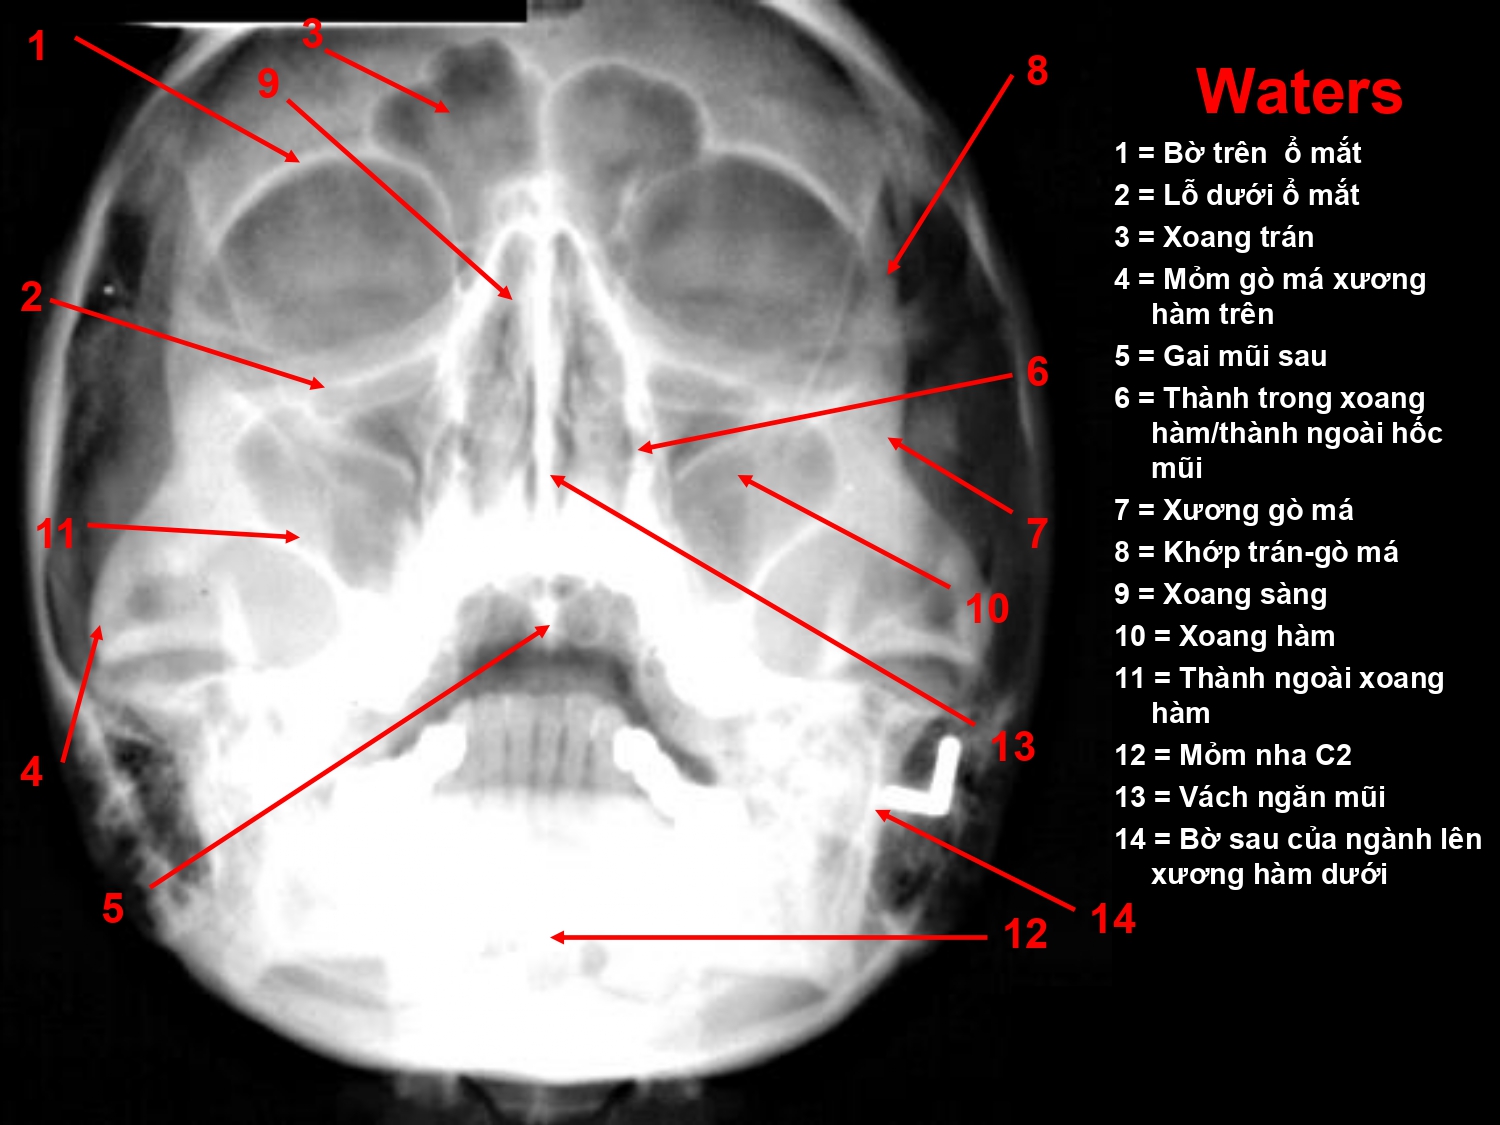 Waters
1 = Bờ trên ổ mắt
2 = Lỗ dưới ổ mắt
3 = Xoang trán
4 = Mỏm gò má xương
hàm trên
5 = Gai mũi sau
6 = Thành trong xoang
hàm/thành ngoài hốc
mũi
7 = Xương gò má
8 = Khớp trán-gò má
9 = Xoang sàng
10 = Xoang hàm
11 = Thành ngoài xoang
hàm
12 = Mỏm nha C2
13 = Vách ngăn mũi
14 = Bờ sau của ngành lên
xương hàm dưới
1
3
9
8
2
6
11
7
10
13
4
5
14
12